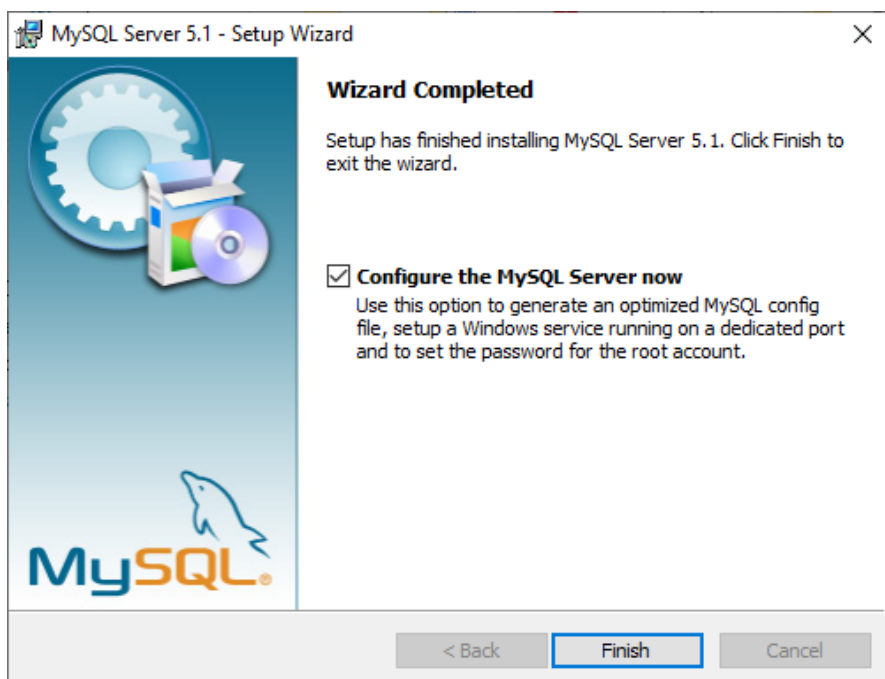 MySQL Server 5.1 - Setup Wizard
Wizard Completed
Setup has finished installing MySQL Server 5.1. Click Finish to
exit the wizard.
Configure the MySQL Server now
Use this option to generate an optimized MySQL config
file, setup a Windows service running on a dedicated port
and to set the password for the root account.
MySQL®
< Back
Finish
Cancel